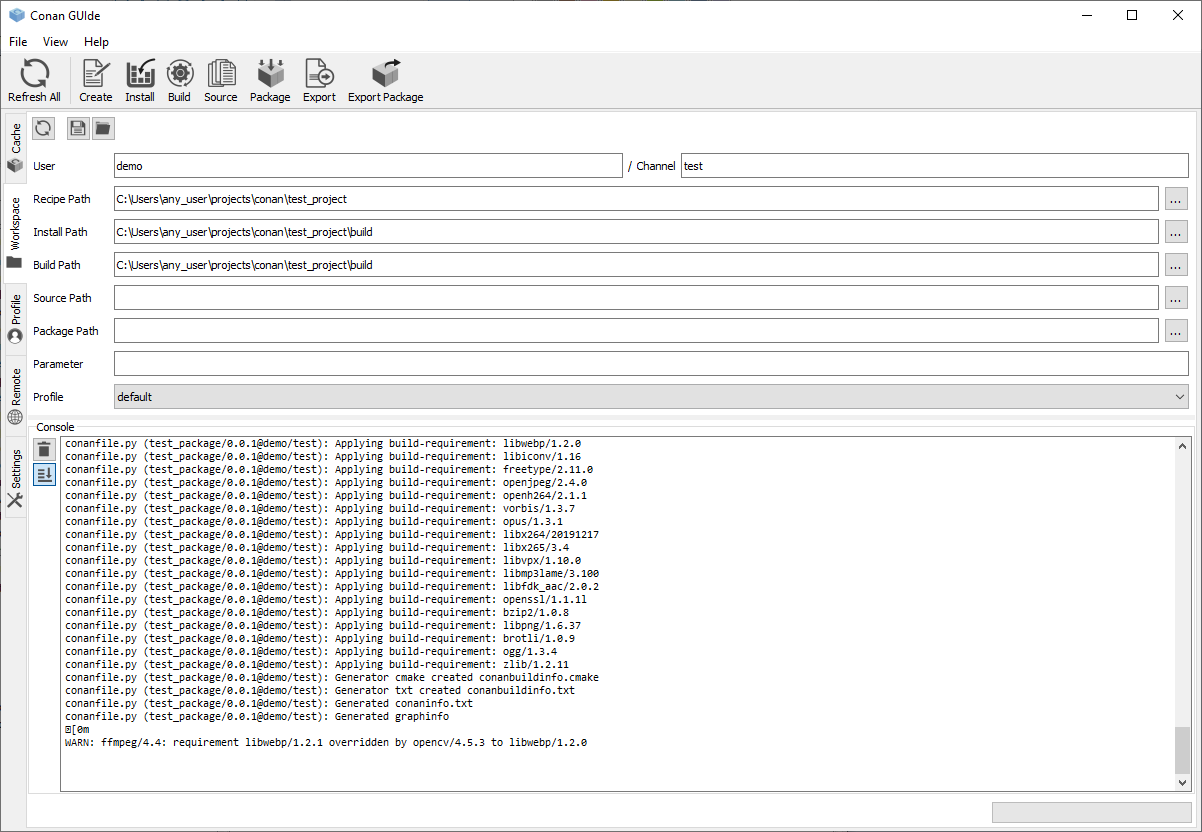 Conan GUIde
File View Help
Refresh All Create Install Build Source Package Export Export Package
Cache
Workspace
Profile
Remote
Settings
User demo / Channel test
Recipe Path C:\Users\any_user\projects\conan\test_project ...
Install Path C:\Users\any_user\projects\conan\test_project\build ...
Build Path C:\Users\any_user\projects\conan\test_project\build ...
Source Path ...
Package Path ...
Parameter
Profile default
Console
conanfile.py (test_package/0.0.1@demo/test): Applying build-requirement: libwebp/1.2.0
conanfile.py (test_package/0.0.1@demo/test): Applying build-requirement: libiconv/1.16
conanfile.py (test_package/0.0.1@demo/test): Applying build-requirement: freetype/2.11.0
conanfile.py (test_package/0.0.1@demo/test): Applying build-requirement: openjpeg/2.4.0
conanfile.py (test_package/0.0.1@demo/test): Applying build-requirement: openh264/2.1.1
conanfile.py (test_package/0.0.1@demo/test): Applying build-requirement: vorbis/1.3.7
conanfile.py (test_package/0.0.1@demo/test): Applying build-requirement: opus/1.3.1
conanfile.py (test_package/0.0.1@demo/test): Applying build-requirement: libx264/20191217
conanfile.py (test_package/0.0.1@demo/test): Applying build-requirement: libx265/3.4
conanfile.py (test_package/0.0.1@demo/test): Applying build-requirement: libvpx/1.10.0
conanfile.py (test_package/0.0.1@demo/test): Applying build-requirement: libmp3lame/3.100
conanfile.py (test_package/0.0.1@demo/test): Applying build-requirement: libfdk_aac/2.0.2
conanfile.py (test_package/0.0.1@demo/test): Applying build-requirement: openssl/1.1.1l
conanfile.py (test_package/0.0.1@demo/test): Applying build-requirement: bzip2/1.0.8
conanfile.py (test_package/0.0.1@demo/test): Applying build-requirement: libpng/1.6.37
conanfile.py (test_package/0.0.1@demo/test): Applying build-requirement: brotli/1.0.9
conanfile.py (test_package/0.0.1@demo/test): Applying build-requirement: ogg/1.3.4
conanfile.py (test_package/0.0.1@demo/test): Applying build-requirement: zlib/1.2.11
conanfile.py (test_package/0.0.1@demo/test): Generator cmake created conanbuildinfo.cmake
conanfile.py (test_package/0.0.1@demo/test): Generator txt created conanbuildinfo.txt
conanfile.py (test_package/0.0.1@demo/test): Generated conaninfo.txt
conanfile.py (test_package/0.0.1@demo/test): Generated graphinfo
[0m
WARN: ffmpeg/4.4: requirement libwebp/1.2.1 overridden by opencv/4.5.3 to libwebp/1.2.0